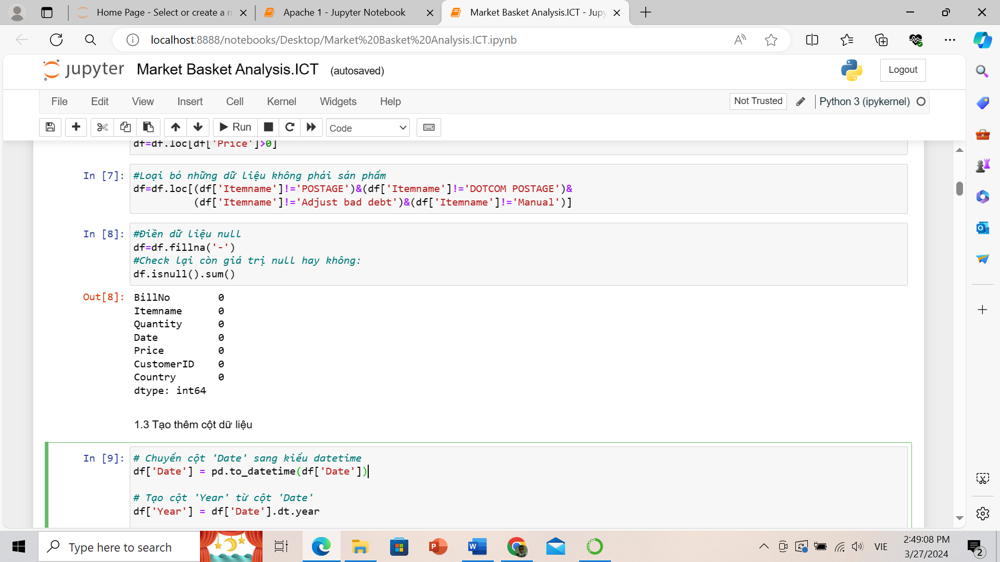 Home Page - Select or create a n
Apache 1 - Jupyter Notebook
Market Basket Analysis.ICT - Jupy
localhost:8888/notebooks/Desktop/Market%20Basket%20Analysis.ICT.ipynb
jupyter Market Basket Analysis.ICT (autosaved)
Logout
File Edit View Insert Cell Kernel Widgets Help
Not Trusted
Python 3 (ipykernel)
Run
Code
df=df.loc[df['Price']>0]
In [7]: #Loại bỏ những dữ liệu không phải sản phẩm
df=df.loc[(df['Itemname']!='POSTAGE')&(df['Itemname']!='DOTCOM POSTAGE')&
(df['Itemname']!='Adjust bad debt')&(df['Itemname']!='Manual')]
In [8]: #Điền dữ liệu null
df=df.fillna('-')
#Check lại còn giá trị null hay không:
df.isnull().sum()
Out[8]: BillNo 0
Itemname 0
Quantity 0
Date 0
Price 0
CustomerID 0
Country 0
dtype: int64
1.3 Tạo thêm cột dữ liệu
In [9]: # Chuyển cột 'Date' sang kiểu datetime
df['Date'] = pd.to_datetime(df['Date'])
# Tạo cột 'Year' từ cột 'Date'
df['Year'] = df['Date'].dt.year
Type here to search
VIE
2:49:08 PM
3/27/2024
2